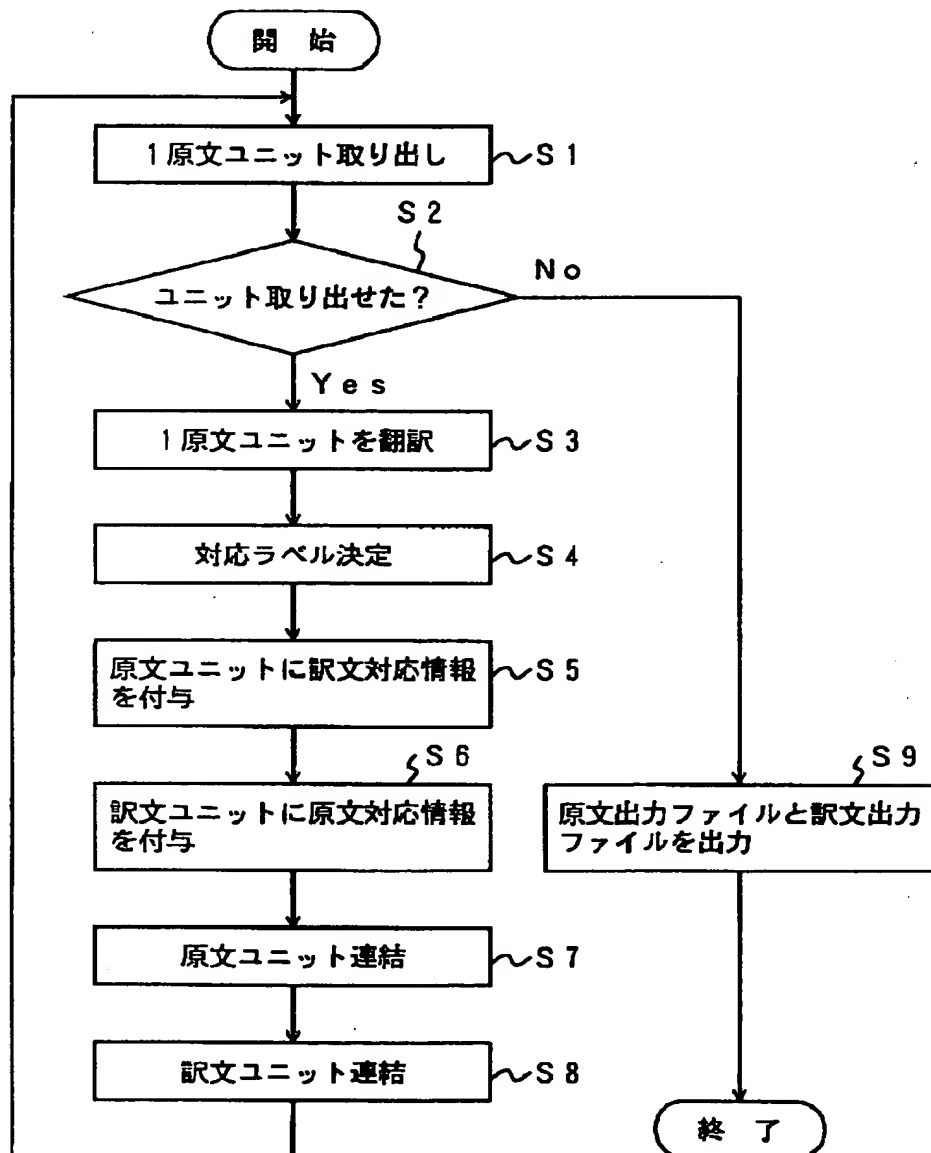 開 始
1原文ユニット取り出し
S1
S2
ユニット取り出せた？
No
Yes
1原文ユニットを翻訳
S3
対応ラベル決定
S4
原文ユニットに訳文対応情報
を付与
S5
S6
訳文ユニットに原文対応情報
を付与
S9
原文出力ファイルと訳文出力
ファイルを出力
原文ユニット連結
S7
訳文ユニット連結
S8
終 了